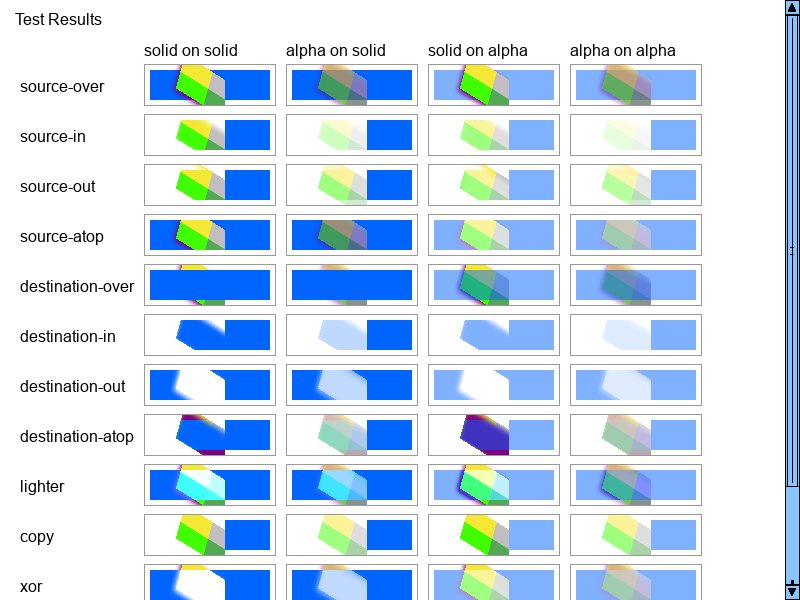 Test Results
solid on solid alpha on solid solid on alpha alpha on alpha
source-over
source-in
source-out
source-atop
destination-over
destination-in
destination-out
destination-atop
lighter
copy
xor